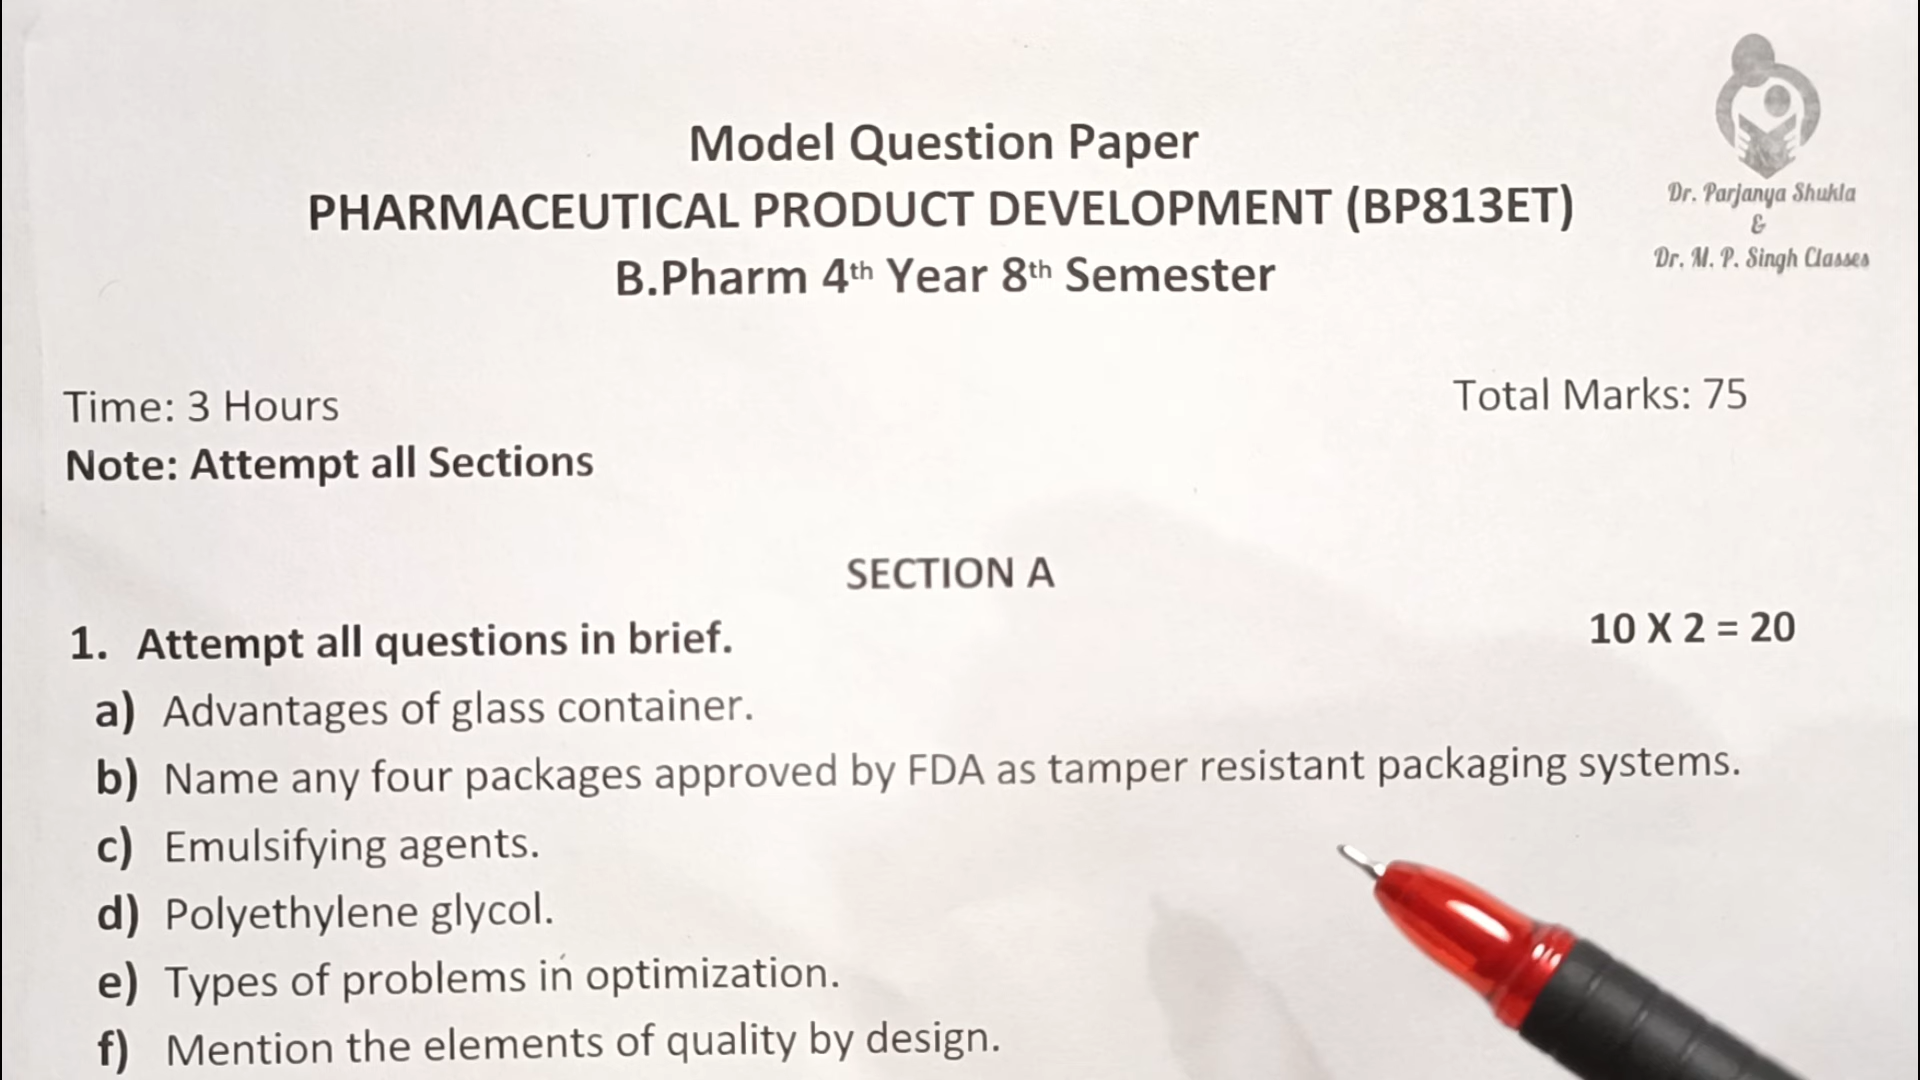 Model Question Paper
PHARMACEUTICAL PRODUCT DEVELOPMENT (BP813ET)
B.Pharm 4th Year 8th Semester
Dr. Parjanya Shukla
&
Dr. M. P. Singh Classes
Time: 3 Hours
Total Marks: 75
Note: Attempt all Sections
SECTION A
1. Attempt all questions in brief.
10 X 2 = 20
a) Advantages of glass container.
b) Name any four packages approved by FDA as tamper resistant packaging systems.
c) Emulsifying agents.
d) Polyethylene glycol.
e) Types of problems in optimization.
f) Mention the elements of quality by design.